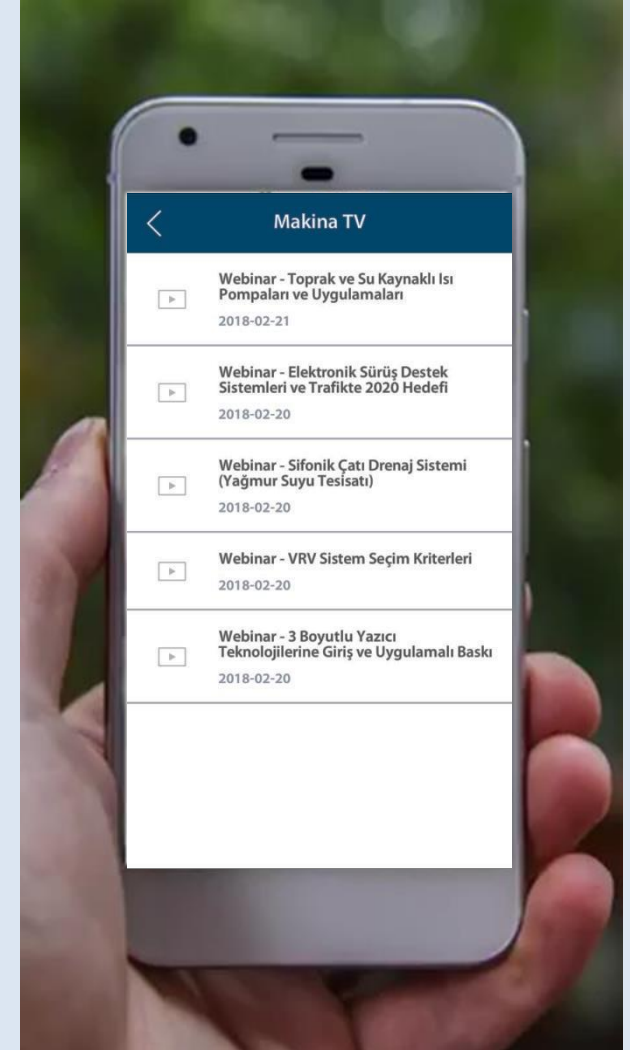 Makina TV
Webinar - Toprak ve Su Kaynaklı Isı
Pompaları ve Uygulamaları
2018-02-21
Webinar - Elektronik Sürüş Destek
Sistemleri ve Trafikte 2020 Hedefi
2018-02-20
Webinar - Sifonik Çatı Drenaj Sistemi
(Yağmur Suyu Tesisatı)
2018-02-20
Webinar - VRV Sistem Seçim Kriterleri
2018-02-20
Webinar - 3 Boyutlu Yazıcı
Teknolojilerine Giriş ve Uygulamalı Baskı
2018-02-20